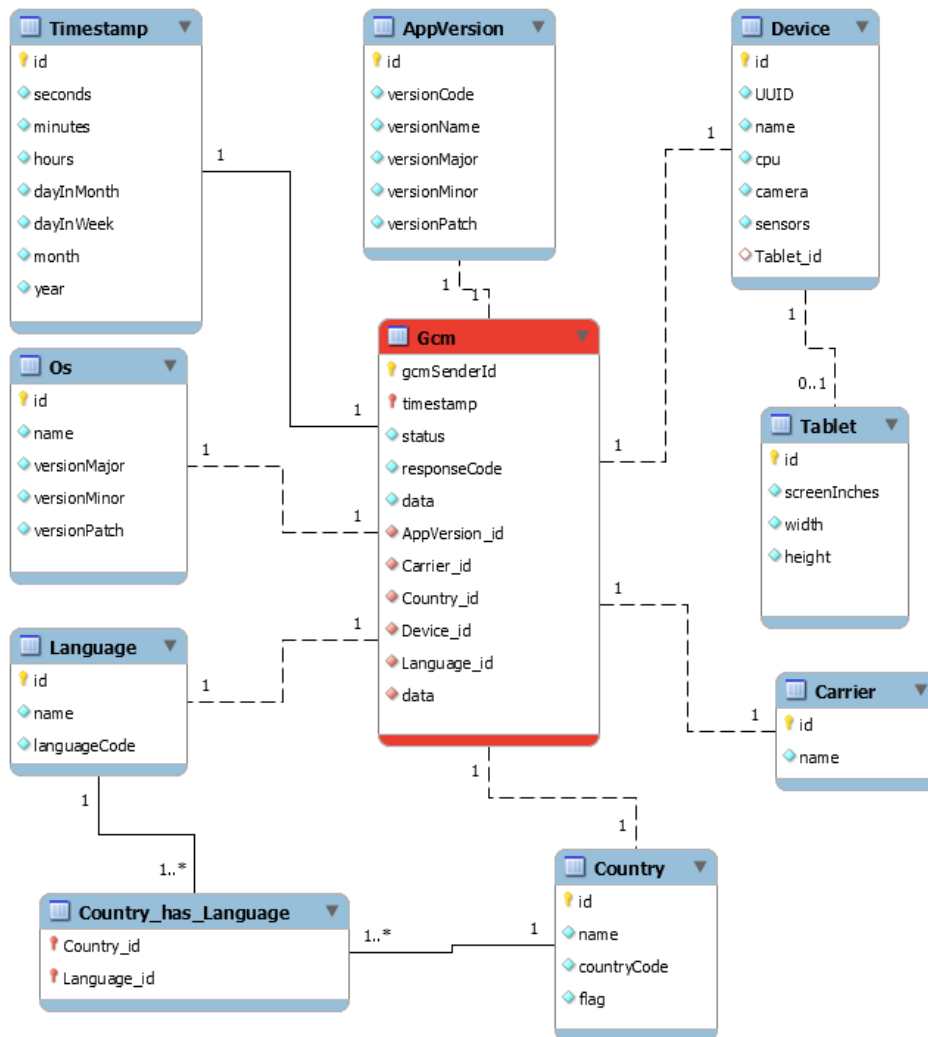 Timestamp
id
seconds
minutes
hours
dayInMonth
dayInWeek
month
year
AppVersion
id
versionCode
versionName
versionMajor
versionMinor
versionPatch
Device
id
UUID
name
cpu
camera
sensors
Tablet_id
1
1
1
1
1
1
0..1
Os
id
name
versionMajor
versionMinor
versionPatch
Gcm
gcmSenderId
timestamp
status
responseCode
data
AppVersion_id
Carrier_id
Country_id
Device_id
Language_id
data
Tablet
id
screenInches
width
height
1
1
1
1
1
1
1
1
Language
id
name
languageCode
Carrier
id
name
1
1
1
1..*
Country_has_Language
Country_id
Language_id
1..*
1
Country
id
name
countryCode
flag